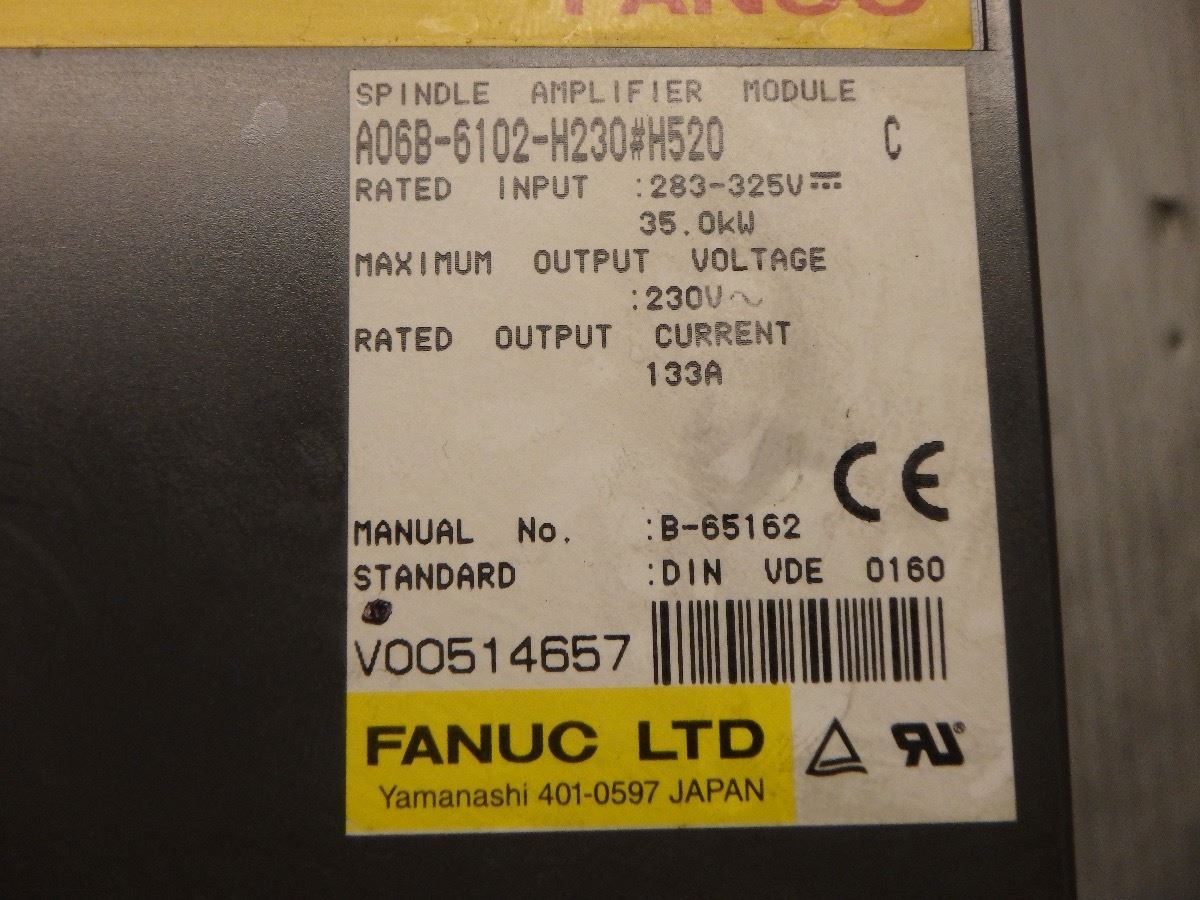 FANUC
SPINDLE AMPLIFIER MODULE
A06B-6102-H230#H520 C
RATED INPUT :283-325V⎓
35.0kW
MAXIMUM OUTPUT VOLTAGE
:230V~
RATED OUTPUT CURRENT
133A
CE
MANUAL No. :B-65162
STANDARD :DIN VDE 0160
V00514657
FANUC LTD
Yamanashi 401-0597 JAPAN